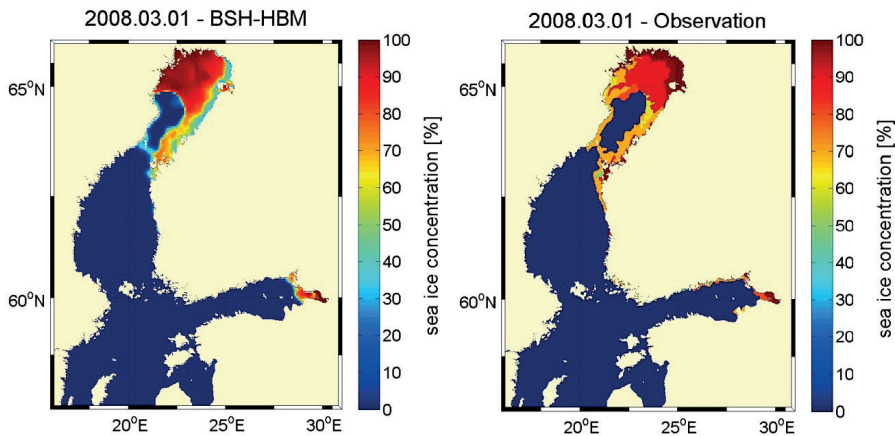 2008.03.01 - BSH-HBM
65°N
60°N
20°E
25°E
30°E
100
90
80
70
60
50
40
30
20
10
0
sea ice concentration [%]
2008.03.01 - Observation
65°N
60°N
20°E
25°E
30°E
100
90
80
70
60
50
40
30
20
10
0
sea ice concentration [%]